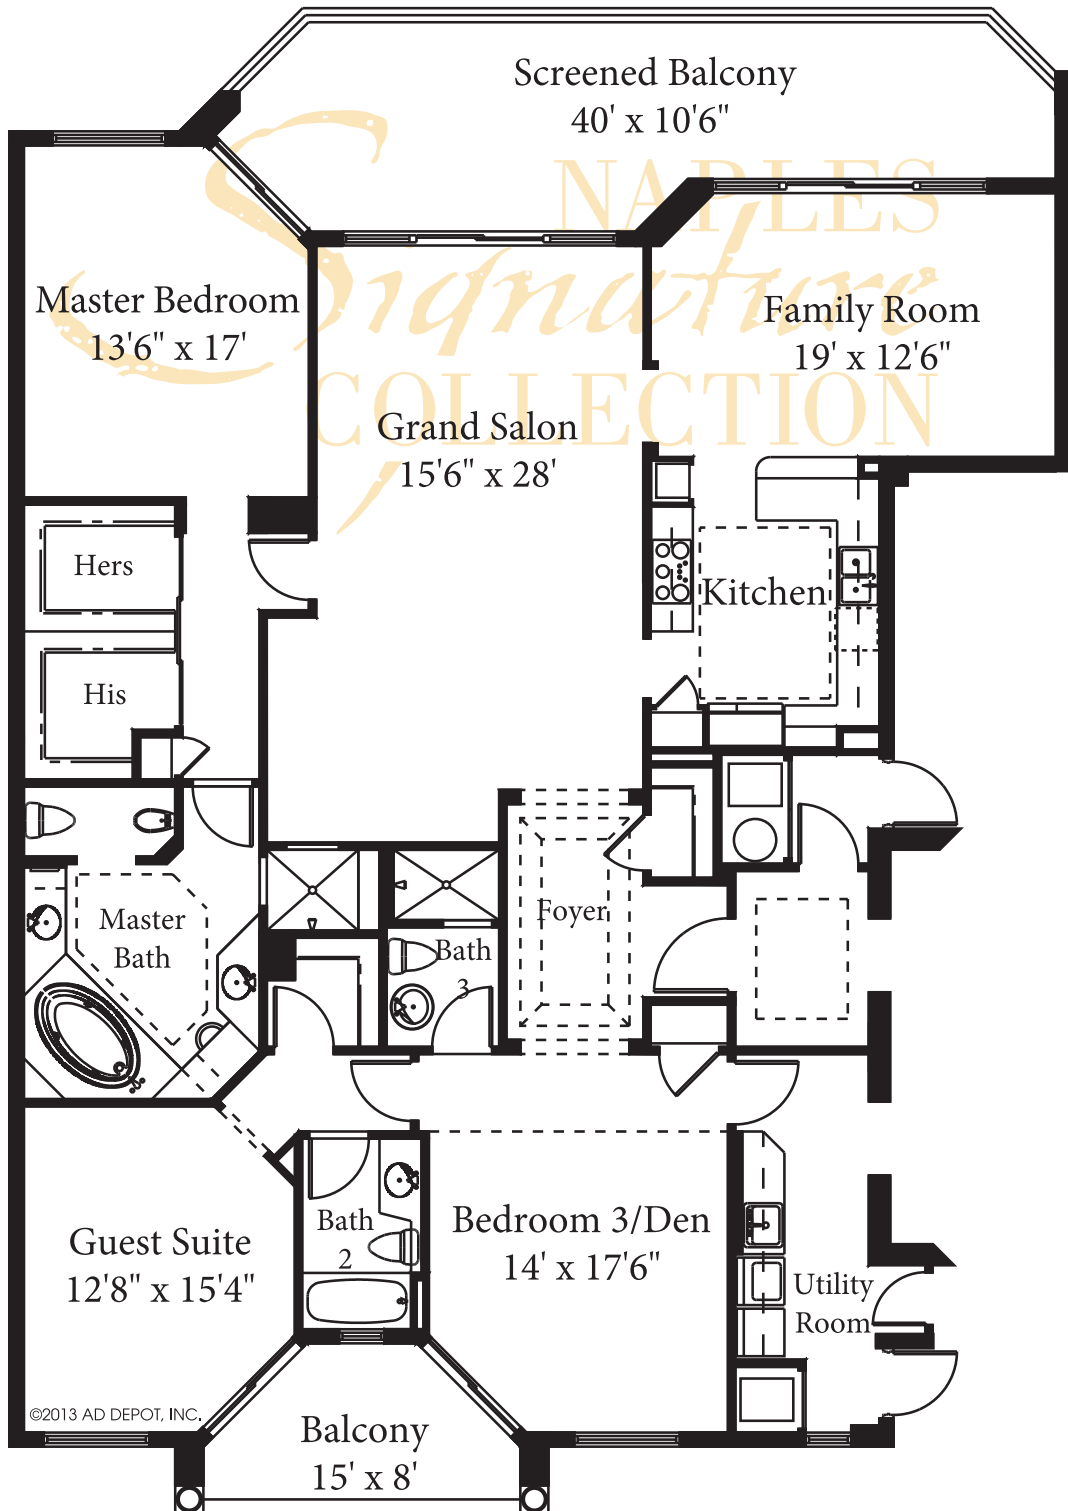 Screened Balcony
40' x 10'6"
NAPLES
Signature
COLLECTION
Master Bedroom
13'6" x 17'
Family Room
19' x 12'6"
Grand Salon
15'6" x 28'
Hers
Kitchen
His
Foyer
Master
Bath
Bath
3
Guest Suite
12'8" x 15'4"
Bath
2
Bedroom 3/Den
14' x 17'6"
Utility
Room
©2013 AD DEPOT, INC.
Balcony
15' x 8'